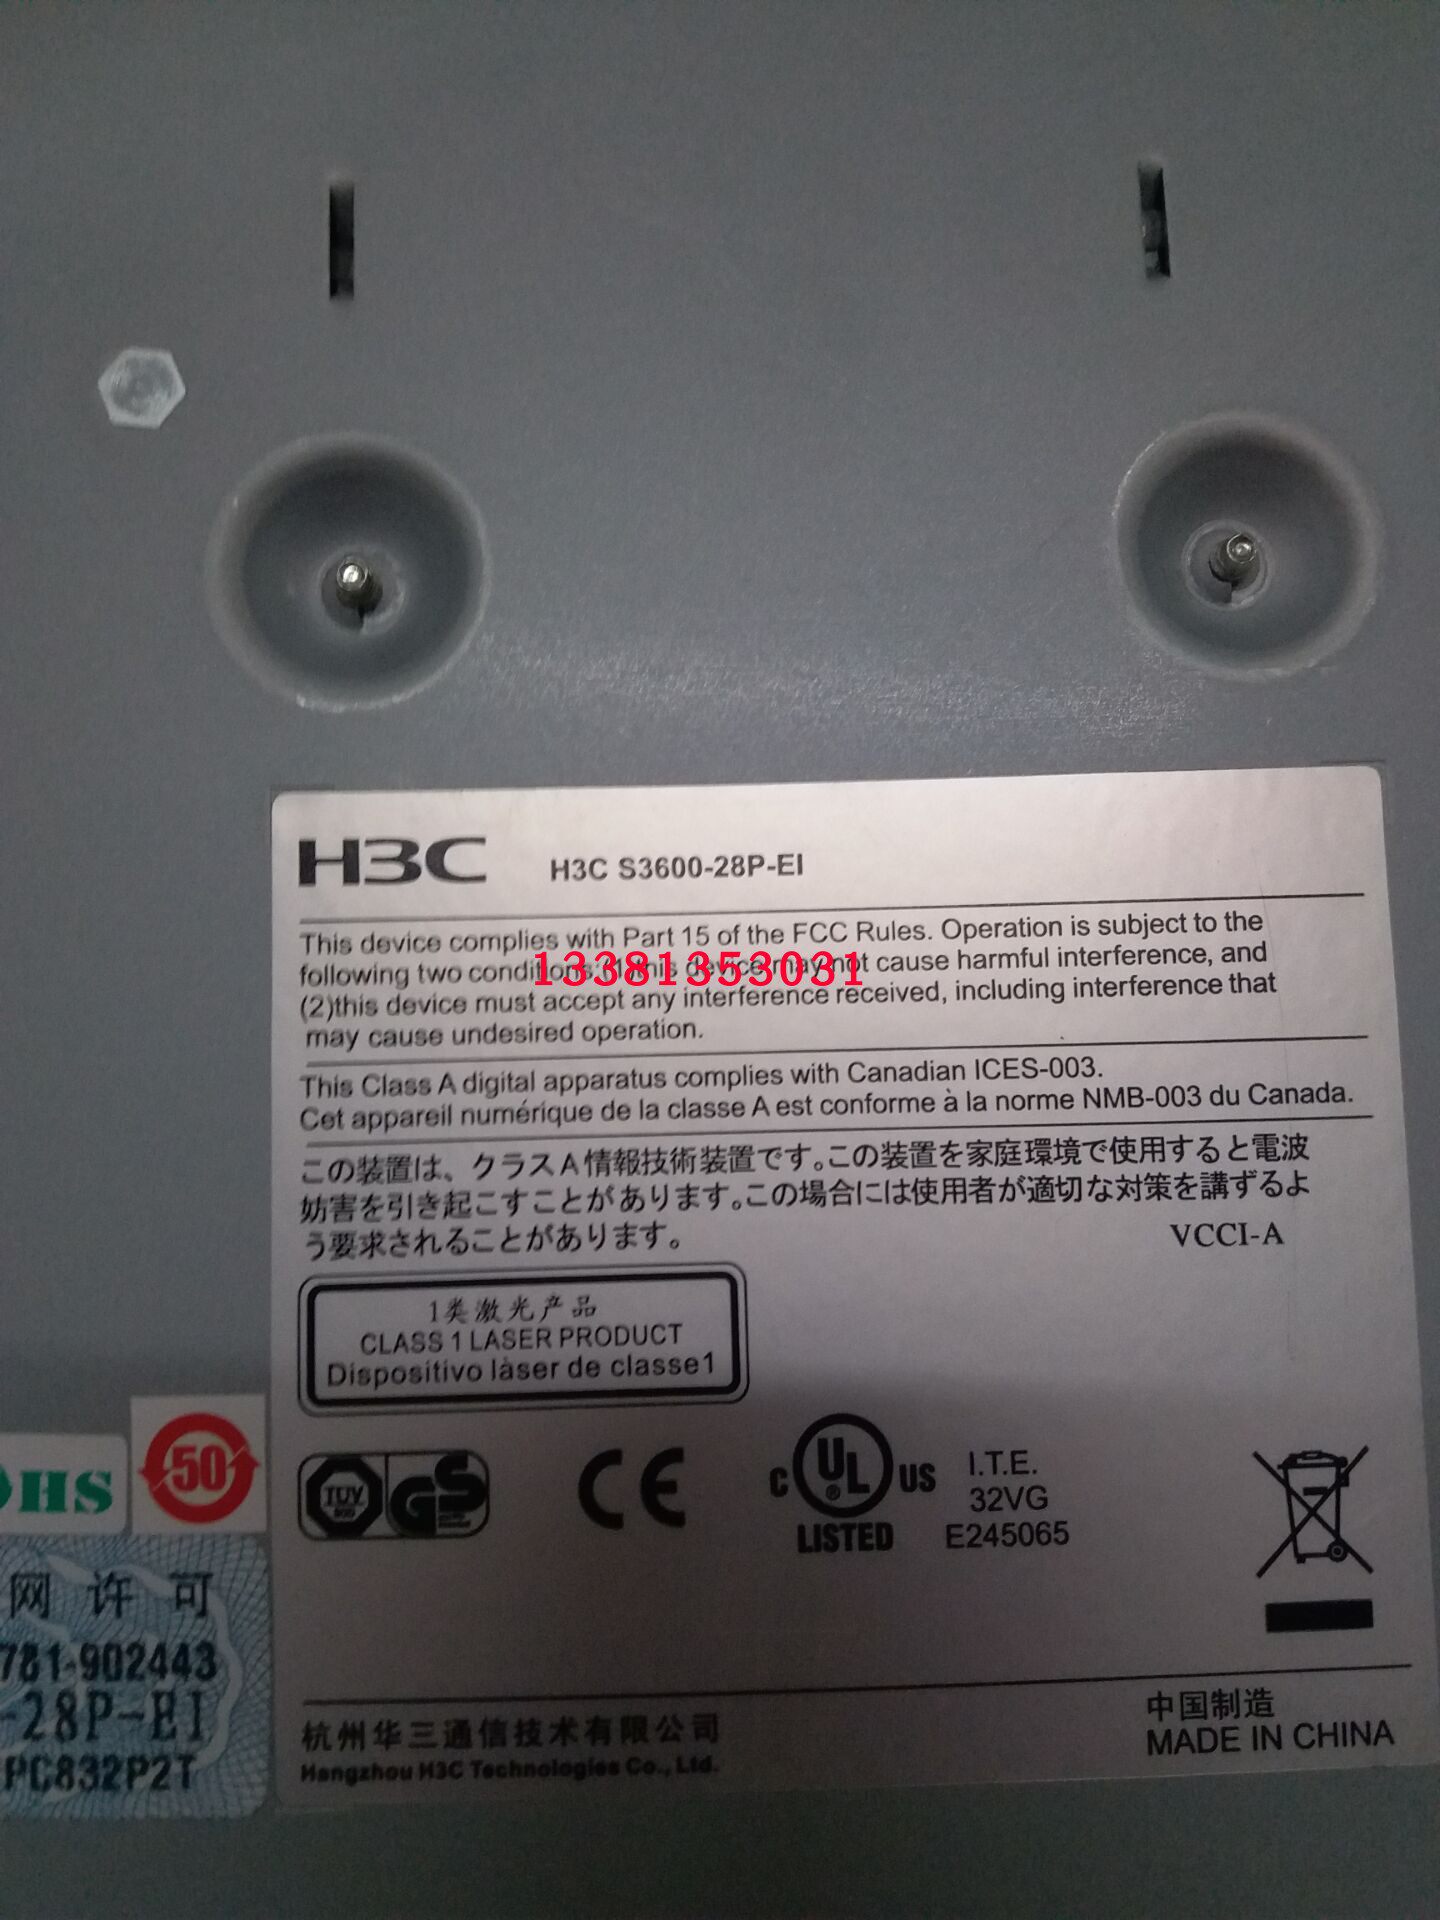 H3C H3C S3600-28P-EI
This device complies with Part 15 of the FCC Rules. Operation is subject to the
following two conditions:(1)this device may not cause harmful interference, and
13381353031
(2)this device must accept any interference received, including interference that
may cause undesired operation.
This Class A digital apparatus complies with Canadian ICES-003.
Cet appareil numérique de la classe A est conforme à la norme NMB-003 du Canada.
この装置は、クラスA情報技術装置です。この装置を家庭環境で使用すると電波
妨害を引き起こすことがあります。この場合には使用者が適切な対策を講ずるよ
う要求されることがあります。
VCCI-A
1类激光产品
CLASS 1 LASER PRODUCT
Dispositivo làser de classe1
TUV
GS
CE
C UL US
LISTED
I.T.E.
32VG
E245065
HS
50
网许可
781-902443
-28P-EI
PC832P2T
杭州华三通信技术有限公司
Hangzhou H3C Technologies Co., Ltd.
中国制造
MADE IN CHINA